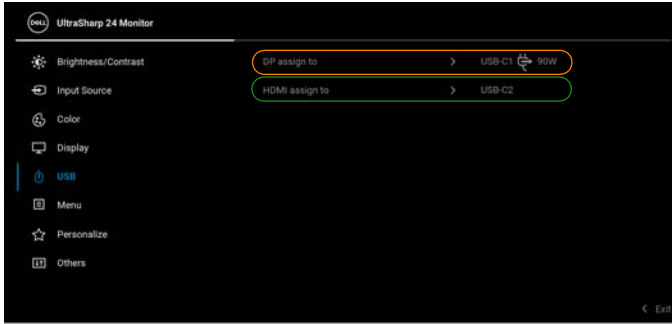 DELL UltraSharp 24 Monitor
Brightness/Contrast
DP assign to > USB-C1 90W
Input Source
HDMI assign to > USB-C2
Color
Display
USB
Menu
Personalize
Others
< Exit